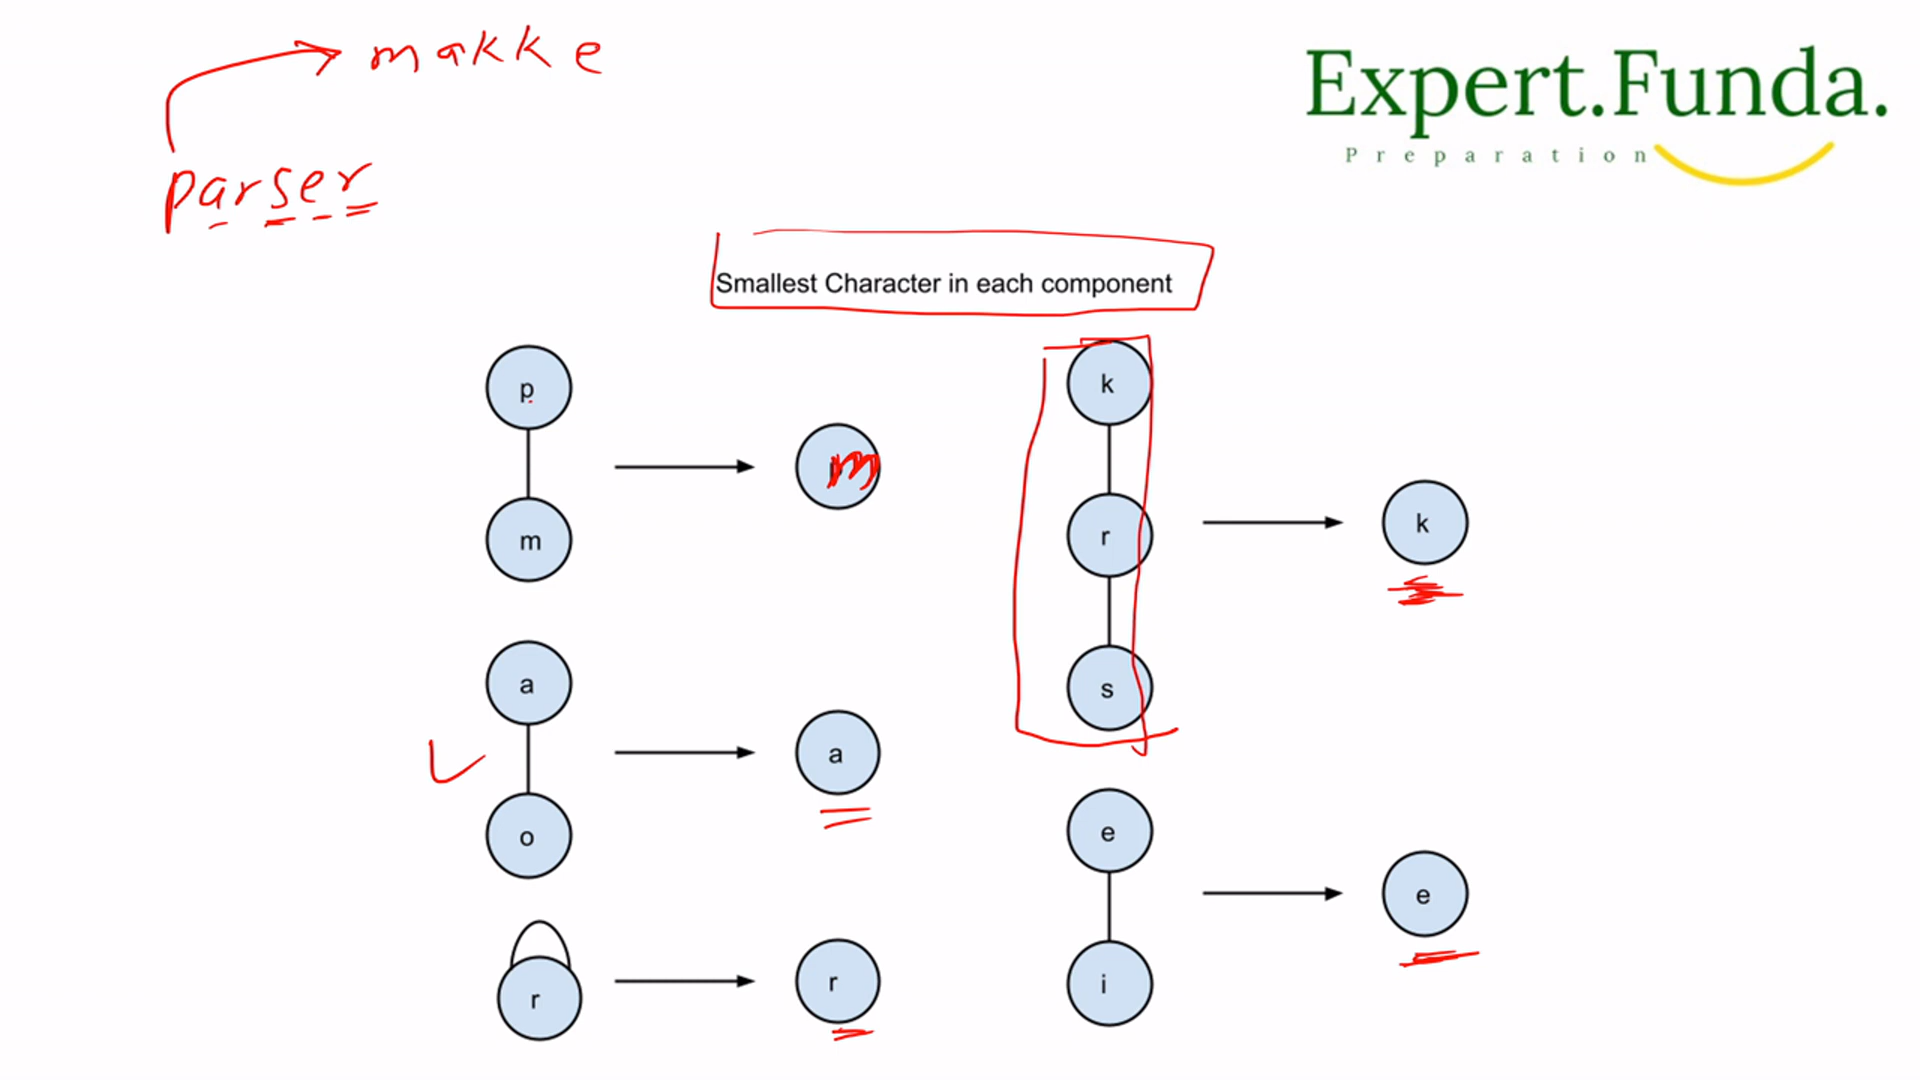 makke
Expert.Funda.
Preparation
parser
Smallest Character in each component
p
k
m
r
k
m
a
s
a
o
e
e
r
r
i